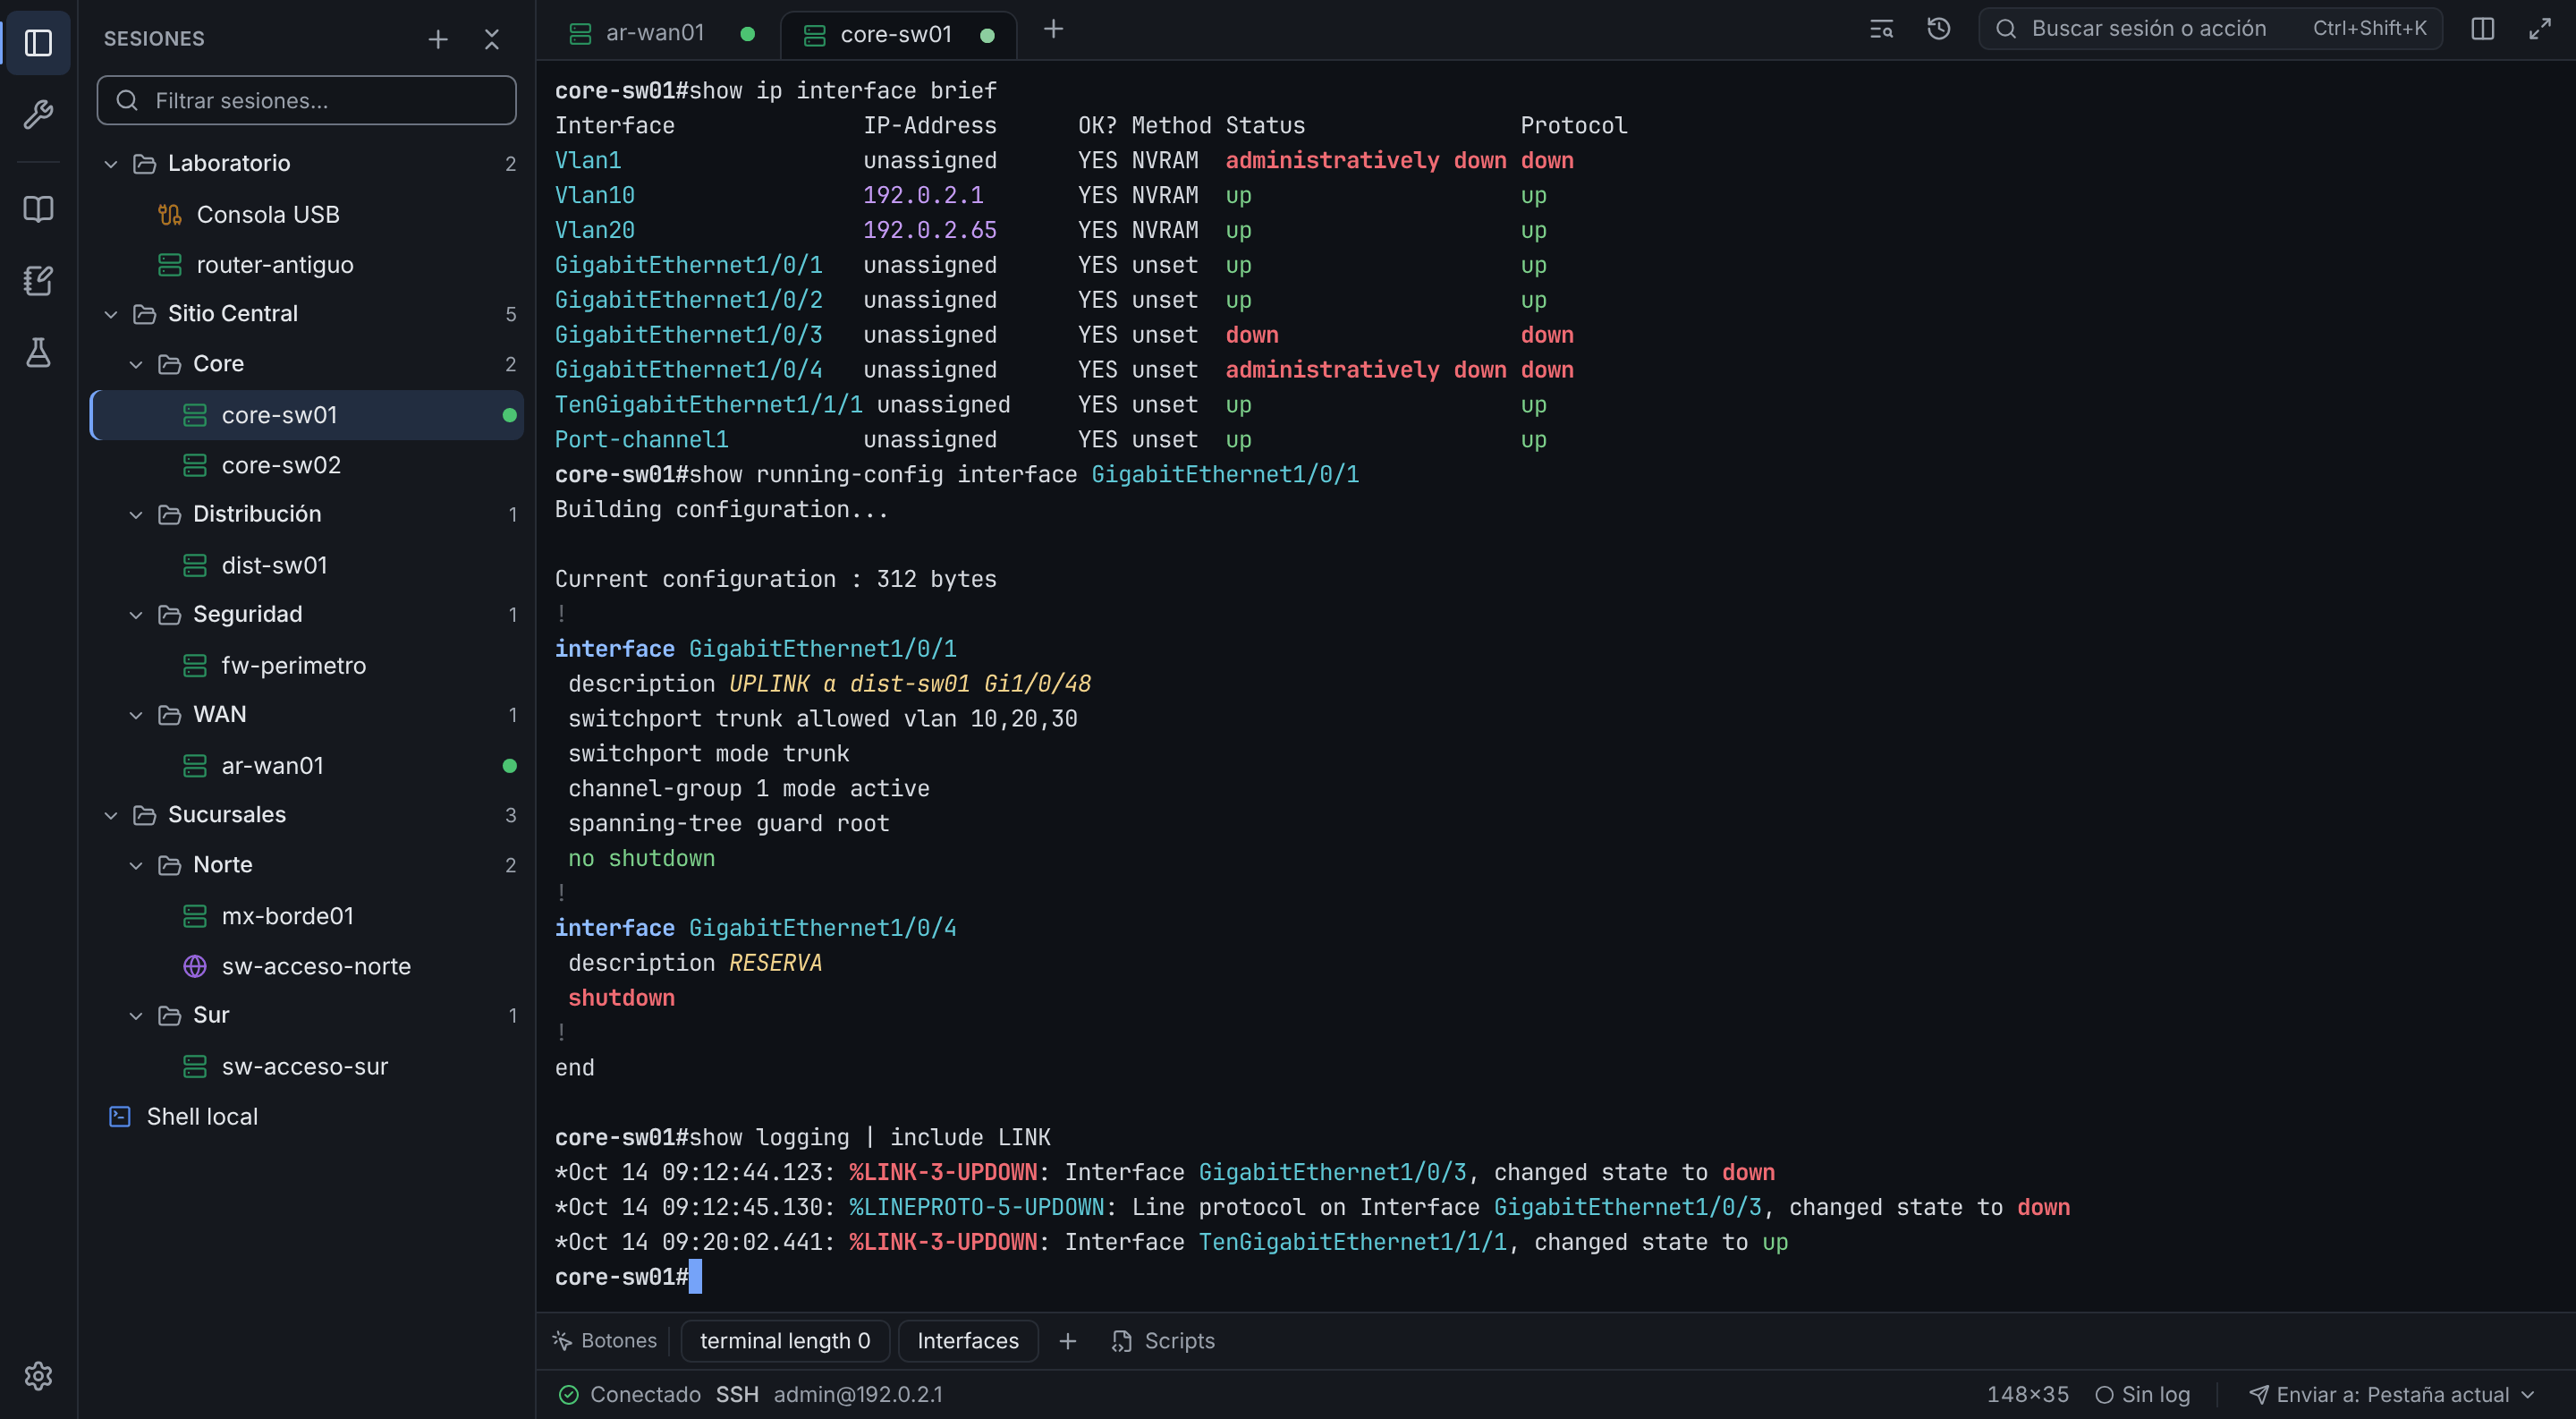 SESIONES
Filtrar sesiones...
Laboratorio 2
Consola USB
router-antiguo
Sitio Central 5
Core 2
core-sw01
core-sw02
Distribución 1
dist-sw01
Seguridad 1
fw-perimetro
WAN 1
ar-wan01
Sucursales 3
Norte 2
mx-borde01
sw-acceso-norte
Sur 1
sw-acceso-sur
Shell local
ar-wan01 core-sw01 Buscar sesión o acción Ctrl+Shift+K
core-sw01#show ip interface brief
Interface              IP-Address      OK? Method Status                Protocol
Vlan1                  unassigned      YES NVRAM  administratively down down
Vlan10                 192.0.2.1       YES NVRAM  up                    up
Vlan20                 192.0.2.65      YES NVRAM  up                    up
GigabitEthernet1/0/1   unassigned      YES unset  up                    up
GigabitEthernet1/0/2   unassigned      YES unset  up                    up
GigabitEthernet1/0/3   unassigned      YES unset  down                  down
GigabitEthernet1/0/4   unassigned      YES unset  administratively down down
TenGigabitEthernet1/1/1 unassigned     YES unset  up                    up
Port-channel1          unassigned      YES unset  up                    up
core-sw01#show running-config interface GigabitEthernet1/0/1
Building configuration...
Current configuration : 312 bytes
!
interface GigabitEthernet1/0/1
 description UPLINK a dist-sw01 Gi1/0/48
 switchport trunk allowed vlan 10,20,30
 switchport mode trunk
 channel-group 1 mode active
 spanning-tree guard root
 no shutdown
!
interface GigabitEthernet1/0/4
 description RESERVA
 shutdown
!
end
core-sw01#show logging | include LINK
*Oct 14 09:12:44.123: %LINK-3-UPDOWN: Interface GigabitEthernet1/0/3, changed state to down
*Oct 14 09:12:45.130: %LINEPROTO-5-UPDOWN: Line protocol on Interface GigabitEthernet1/0/3, changed state to down
*Oct 14 09:20:02.441: %LINK-3-UPDOWN: Interface TenGigabitEthernet1/1/1, changed state to up
core-sw01#
Botones terminal length 0 Interfaces Scripts
Conectado SSH admin@192.0.2.1 148×35 Sin log Enviar a: Pestaña actual